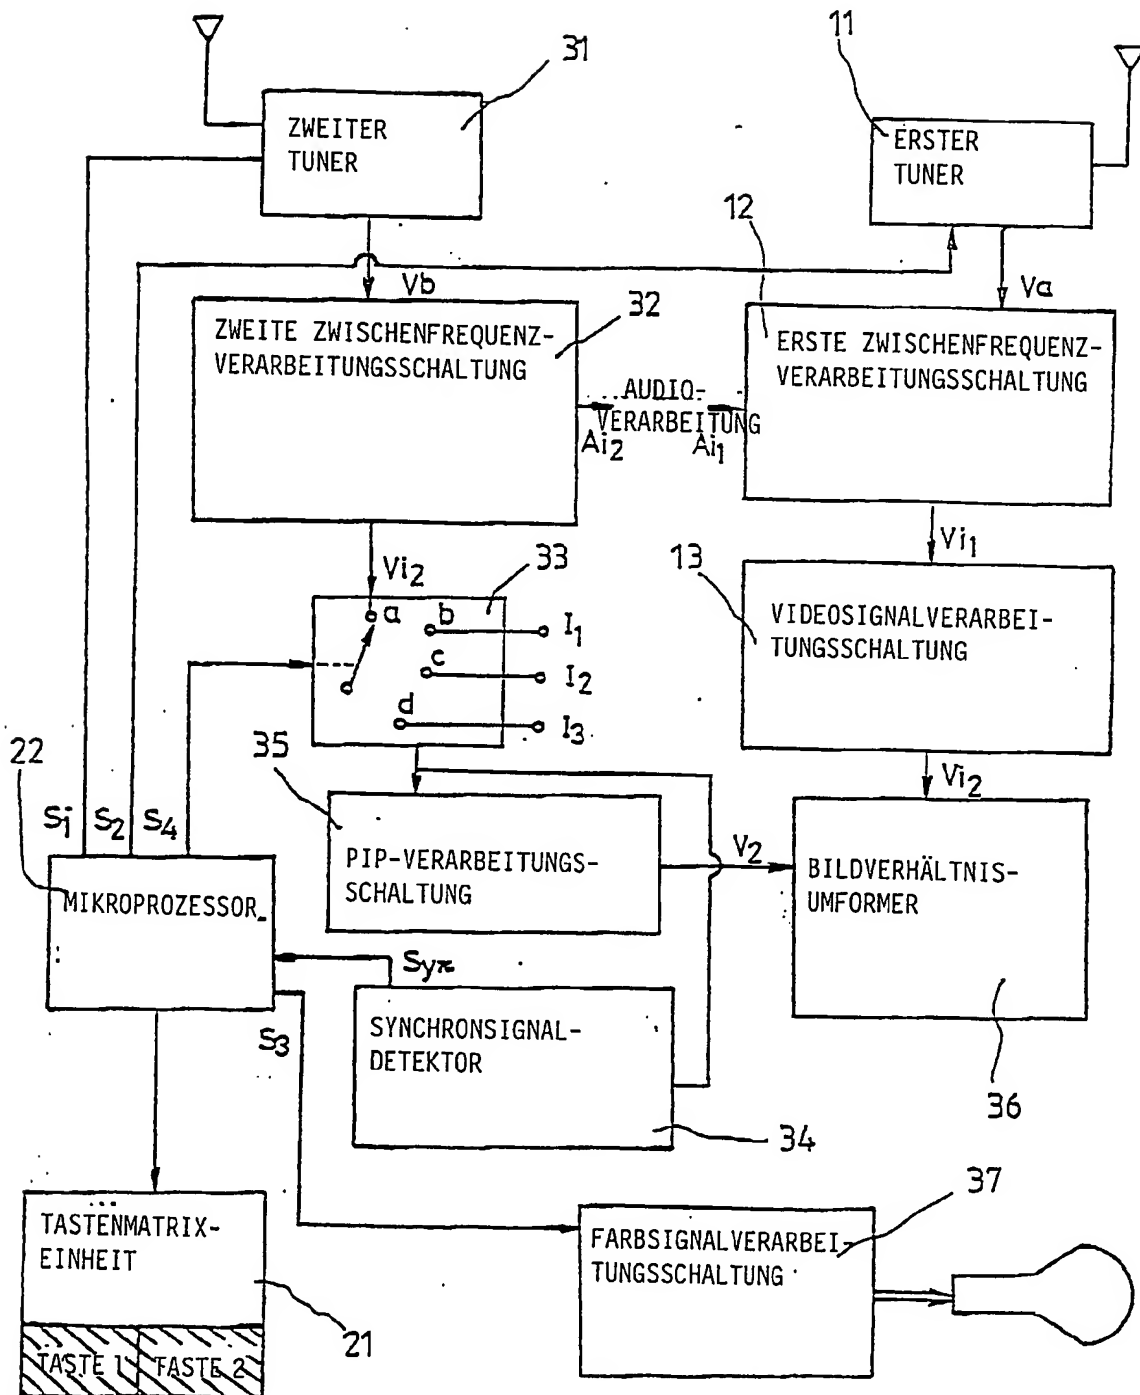 31
11
ZWEITER
TUNER
ERSTER
TUNER
12
Vb
Va
32
ZWEITE ZWISCHENFREQUENZ-
VERARBEITUNGSSCHALTUNG
ERSTE ZWISCHENFREQUENZ-
VERARBEITUNGSSCHALTUNG
AUDIO-
VERARBEITUNG
Ai2
Ai1
Vi2
33
Vi1
13
a
b
I1
c
I2
d
I3
VIDEOSIGNALVERARBEI-
TUNGSSCHALTUNG
22
35
Vi2
S1
S2
S4
PIP-VERARBEITUNGS-
SCHALTUNG
V2
BILDVERHÄLTNIS-
UMFORMER
MIKROPROZESSOR
S3
SYNCHRONSIGNAL-
DETEKTOR
34
36
37
TASTENMATRIX-
EINHEIT
FARBSIGNALVERARBEI-
TUNGSSCHALTUNG
21
TASTE 1
TASTE 2